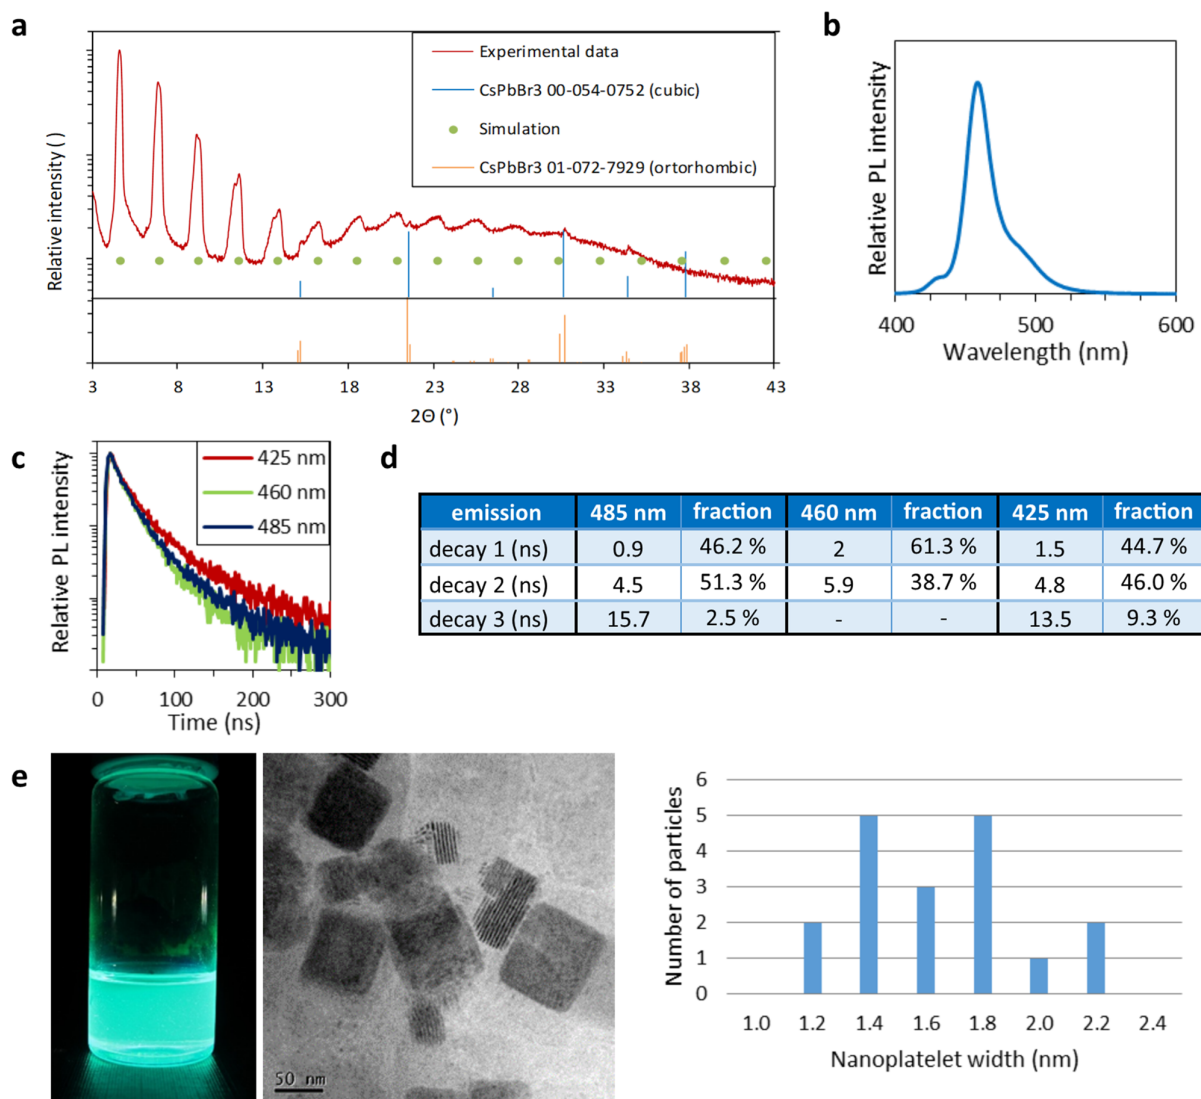 a
Relative intensity ( )
Experimental data
CsPbBr3 00-054-0752 (cubic)
Simulation
CsPbBr3 01-072-7929 (ortorhombic)
3 8 13 18 23 28 33 38 43
2Θ (°)
b
Relative PL intensity
400 500 600
Wavelength (nm)
c
Relative PL intensity
425 nm
460 nm
485 nm
0 100 200 300
Time (ns)
d
emission 485 nm fraction 460 nm fraction 425 nm fraction
decay 1 (ns) 0.9 46.2 % 2 61.3 % 1.5 44.7 %
decay 2 (ns) 4.5 51.3 % 5.9 38.7 % 4.8 46.0 %
decay 3 (ns) 15.7 2.5 % - - 13.5 9.3 %
e
50 nm
Number of particles
6
5
4
3
2
1
0
1.0 1.2 1.4 1.6 1.8 2.0 2.2 2.4
Nanoplatelet width (nm)